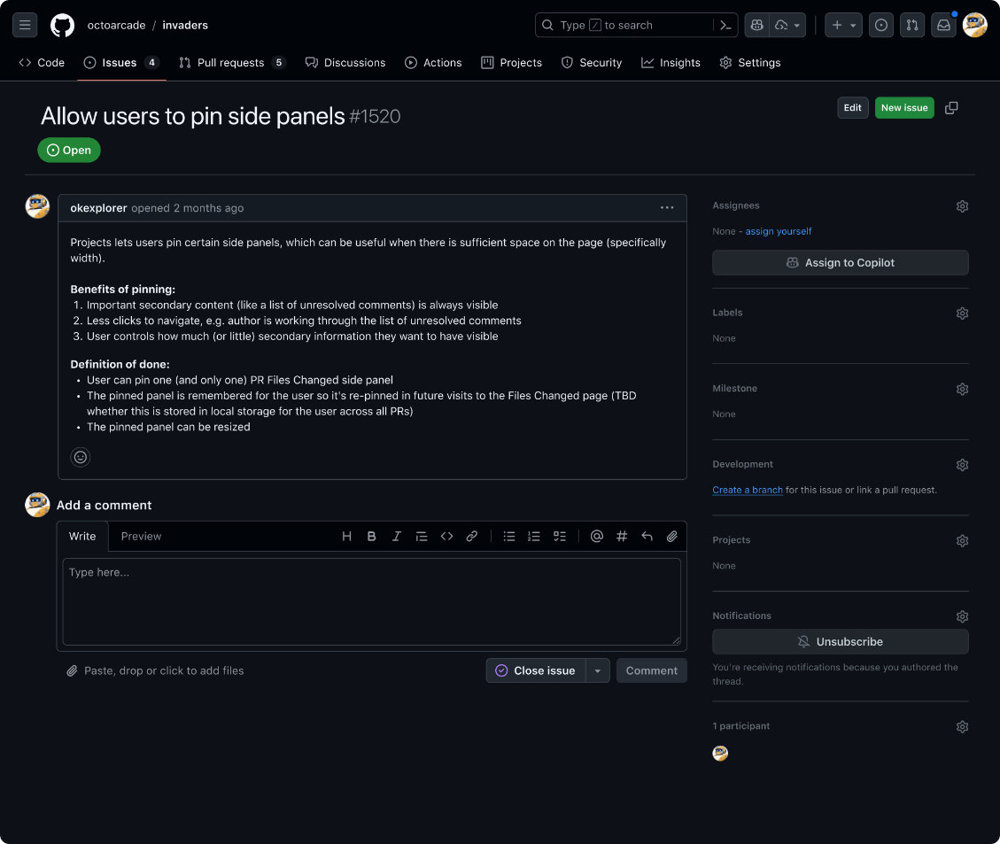 octoarcade / invaders
Type / to search
Code
Issues 4
Pull requests 5
Discussions
Actions
Projects
Security
Insights
Settings
Allow users to pin side panels #1520
Edit
New issue
Open
okexplorer opened 2 months ago
Projects lets users pin certain side panels, which can be useful when there is sufficient space on the page (specifically
width).
Benefits of pinning:
1. Important secondary content (like a list of unresolved comments) is always visible
2. Less clicks to navigate, e.g. author is working through the list of unresolved comments
3. User controls how much (or little) secondary information they want to have visible
Definition of done:
• User can pin one (and only one) PR Files Changed side panel
• The pinned panel is remembered for the user so it's re-pinned in future visits to the Files Changed page (TBD
whether this is stored in local storage for the user across all PRs)
• The pinned panel can be resized
Add a comment
Write
Preview
Type here...
Paste, drop or click to add files
Close issue
Comment
Assignees
None - assign yourself
Assign to Copilot
Labels
None
Milestone
None
Development
Create a branch for this issue or link a pull request.
Projects
None
Notifications
Unsubscribe
You're receiving notifications because you authored the
thread.
1 participant